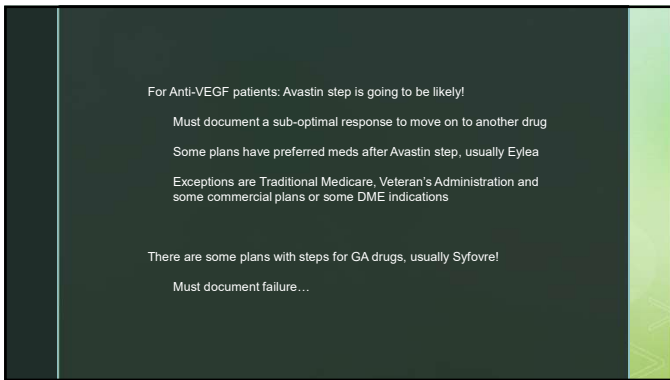 For Anti-VEGF patients: Avastin step is going to be likely!
Must document a sub-optimal response to move on to another drug
Some plans have preferred meds after Avastin step, usually Eylea
Exceptions are Traditional Medicare, Veteran's Administration and
some commercial plans or some DME indications
There are some plans with steps for GA drugs, usually Syfovre!
Must document failure…